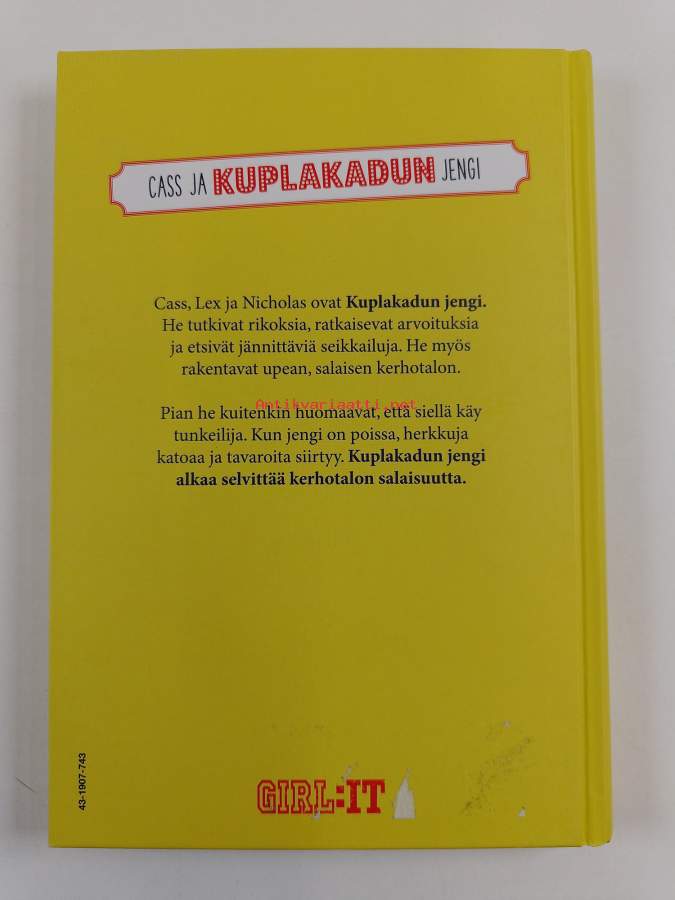 CASS JA KUPLAKADUN JENGI
Cass, Lex ja Nicholas ovat Kuplakadun jengi.
He tutkivat rikoksia, ratkaisevat arvoituksia
ja etsivät jännittäviä seikkailuja. He myös
rakentavat upean, salaisen kerhotalon.
Antikvariaatti.net
Pian he kuitenkin huomaavat, että siellä käy
tunkeilija. Kun jengi on poissa, herkkuja
katoaa ja tavaroita siirtyy. Kuplakadun jengi
alkaa selvittää kerhotalon salaisuutta.
43-1907-743
GIRL:IT